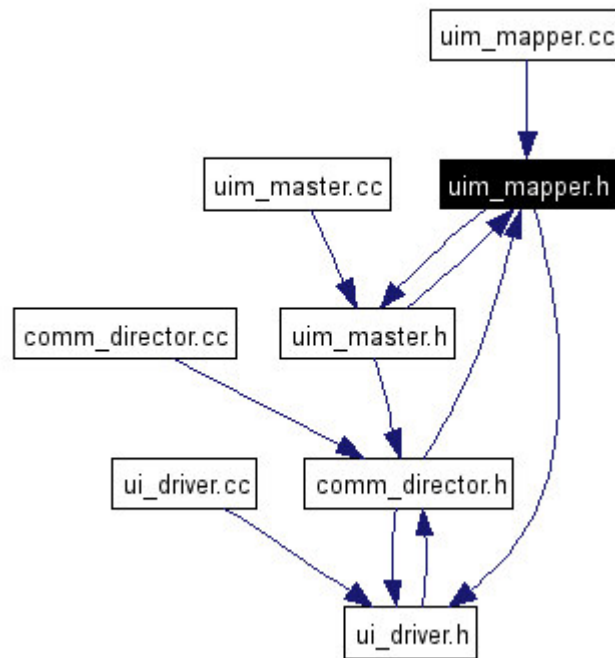 uim_mapper.cc
uim_master.cc
uim_mapper.h
comm_director.cc
uim_master.h
ui_driver.cc
comm_director.h
ui_driver.h